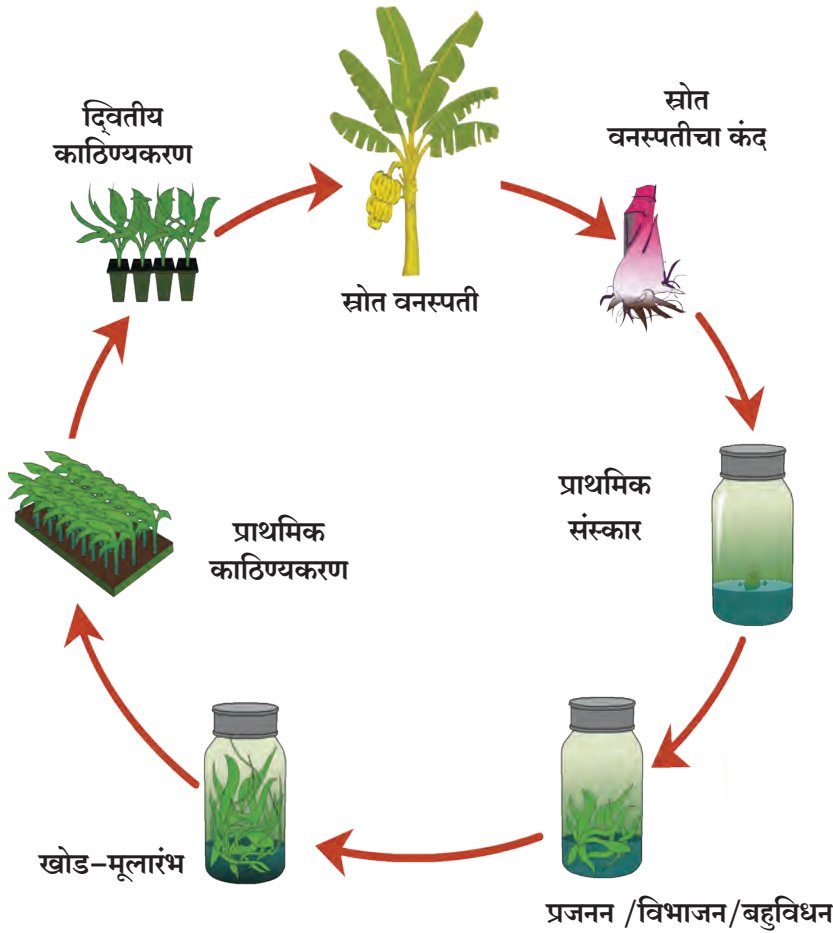 स्रोत वनस्पती
स्रोत
वनस्पतीचा कंद
प्राथमिक
संस्कार
प्रजनन /विभाजन/बहुविधन
खोड–मूलारंभ
प्राथमिक
काठिण्यकरण
द्‌वितीय
काठिण्यकरण